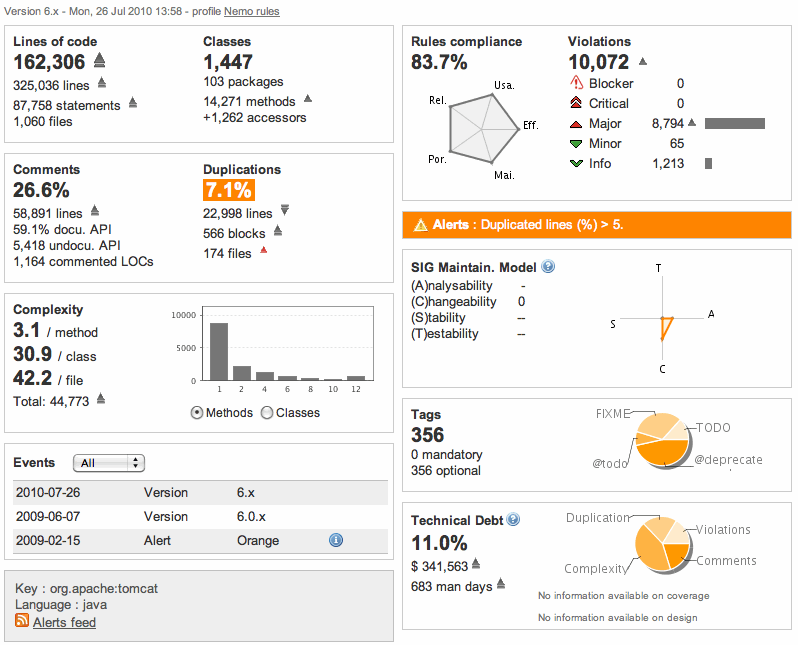 Version 6.x - Mon, 26 Jul 2010 13:58 - profile Nemo rules
Lines of code
162,306
325,036 lines
87,758 statements
1,060 files
Classes
1,447
103 packages
14,271 methods
+1,262 accessors
Comments
26.6%
58,891 lines
59.1% docu. API
5,418 undocu. API
1,164 commented LOCs
Duplications
7.1%
22,998 lines
566 blocks
174 files
Complexity
3.1 / method
30.9 / class
42.2 / file
Total: 44,773
10000
5000
0
1 2 4 6 8 10 12
Methods Classes
Events All
2010-07-26 Version 6.x
2009-06-07 Version 6.0.x
2009-02-15 Alert Orange
Key : org.apache:tomcat
Language : java
Alerts feed
Rules compliance
83.7%
Usa.
Rel.
Eff.
Por.
Mai.
Violations
10,072
Blocker 0
Critical 0
Major 8,794
Minor 65
Info 1,213
Alerts : Duplicated lines (%) > 5.
SIG Maintain. Model ?
(A)nalysability -
(C)hangeability 0
(S)tability --
(T)estability --
T
A
S
C
Tags
356
0 mandatory
356 optional
FIXME
TODO
@todo
@deprecate
Technical Debt ?
11.0%
$ 341,563
683 man days
Duplication
Violations
Complexity
Comments
No information available on coverage
No information available on design